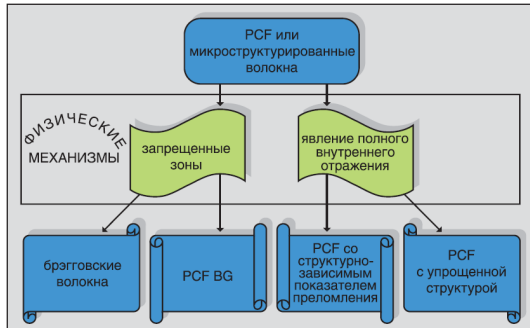 PCF или
микроструктурированные
волокна
ФИЗИЧЕСКИЕ
МЕХАНИЗМЫ
запрещенные
зоны
явление полного
внутреннего
отражения
брэгговские
волокна
PCF BG
PCF со
структурно-
зависимым
показателем
преломления
PCF
с упрощенной
структурой